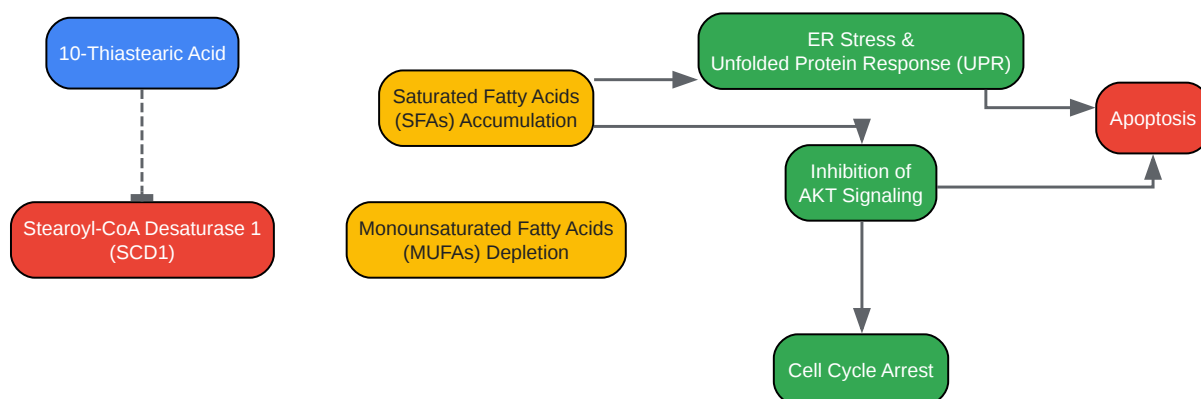 10-Thiastearic Acid
ER Stress &
Unfolded Protein Response (UPR)
Saturated Fatty Acids
(SFAs) Accumulation
Apoptosis
Inhibition of
AKT Signaling
Stearoyl-CoA Desaturase 1
(SCD1)
Monounsaturated Fatty Acids
(MUFAs) Depletion
Cell Cycle Arrest